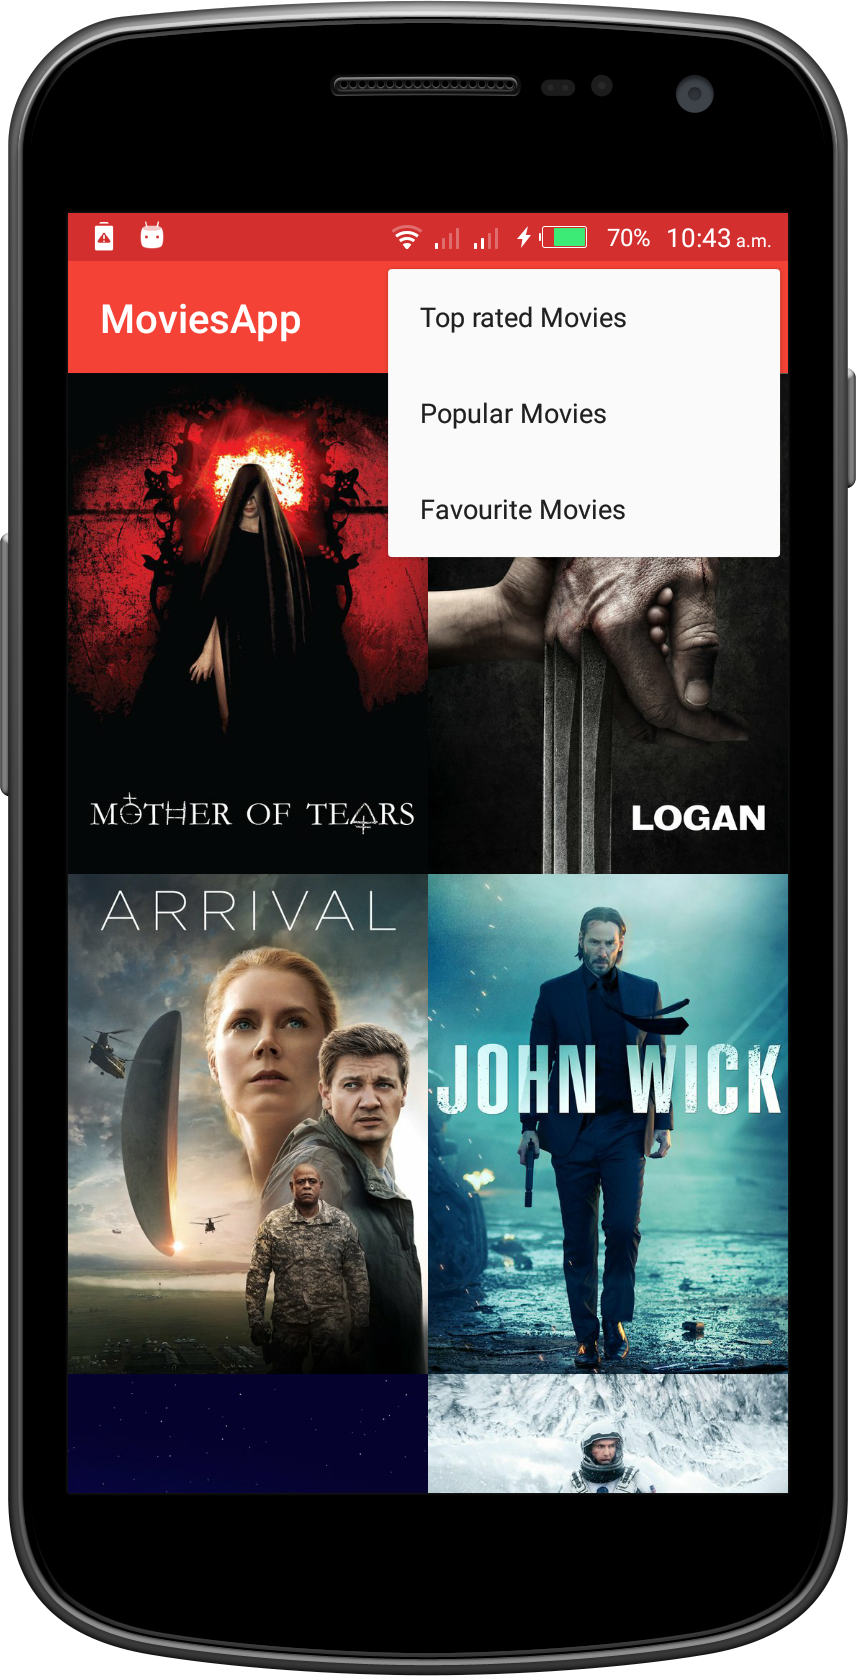 70% 10:43 a.m.
MoviesApp
Top rated Movies
Popular Movies
Favourite Movies
MOTHER OF TEARS
LOGAN
ARRIVAL
JOHN WICK